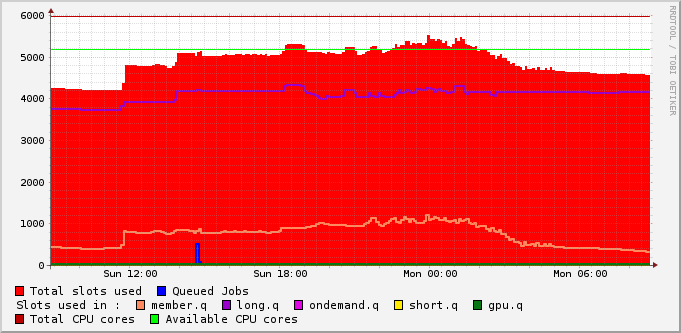 6000
5000
4000
3000
2000
1000
0
Sun 12:00 Sun 18:00 Mon 00:00 Mon 06:00
Total slots used Queued Jobs
Slots used in : member.q long.q ondemand.q short.q gpu.q
Total CPU cores Available CPU cores
RRDTOOL / TOBI OETIKER